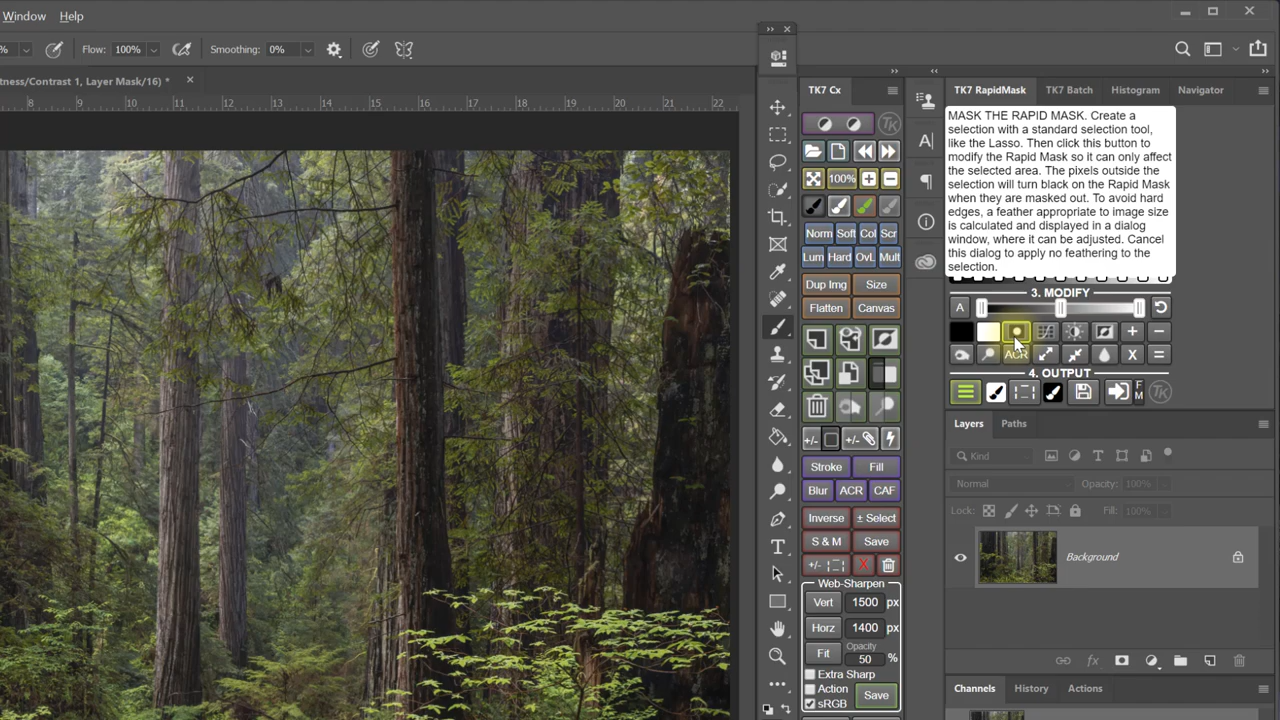 Window Help
% Flow: 100% Smoothing: 0%
tness/Contrast 1, Layer Mask/16) * ×
8 9 10 11 12 13 14 15 16 17 18 19 20 21 22
TK7 Cx
TK
100%
Norm Soft Col Scr
Lum Hard OvL Mult
Dup Img Size
Flatten Canvas
+/- +/-
Stroke Fill
Blur ACR CAF
Inverse ± Select
S & M Save
+/- X
Web-Sharpen
Vert 1500 px
Horz 1400 px
Fit Opacity 50 %
Extra Sharp
Action
sRGB Save
TK7 RapidMask TK7 Batch Histogram Navigator
MASK THE RAPID MASK. Create a
selection with a standard selection tool,
like the Lasso. Then click this button to
modify the Rapid Mask so it can only affect
the selected area. The pixels outside the
selection will turn black on the Rapid Mask
when they are masked out. To avoid hard
edges, a feather appropriate to image size
is calculated and displayed in a dialog
window, where it can be adjusted. Cancel
this dialog to apply no feathering to the
selection.
3. MODIFY
A
+ −
ACR X =
4. OUTPUT
F
M TK
Layers Paths
Kind
Normal Opacity: 100%
Lock: Fill: 100%
Background
fx
Channels History Actions